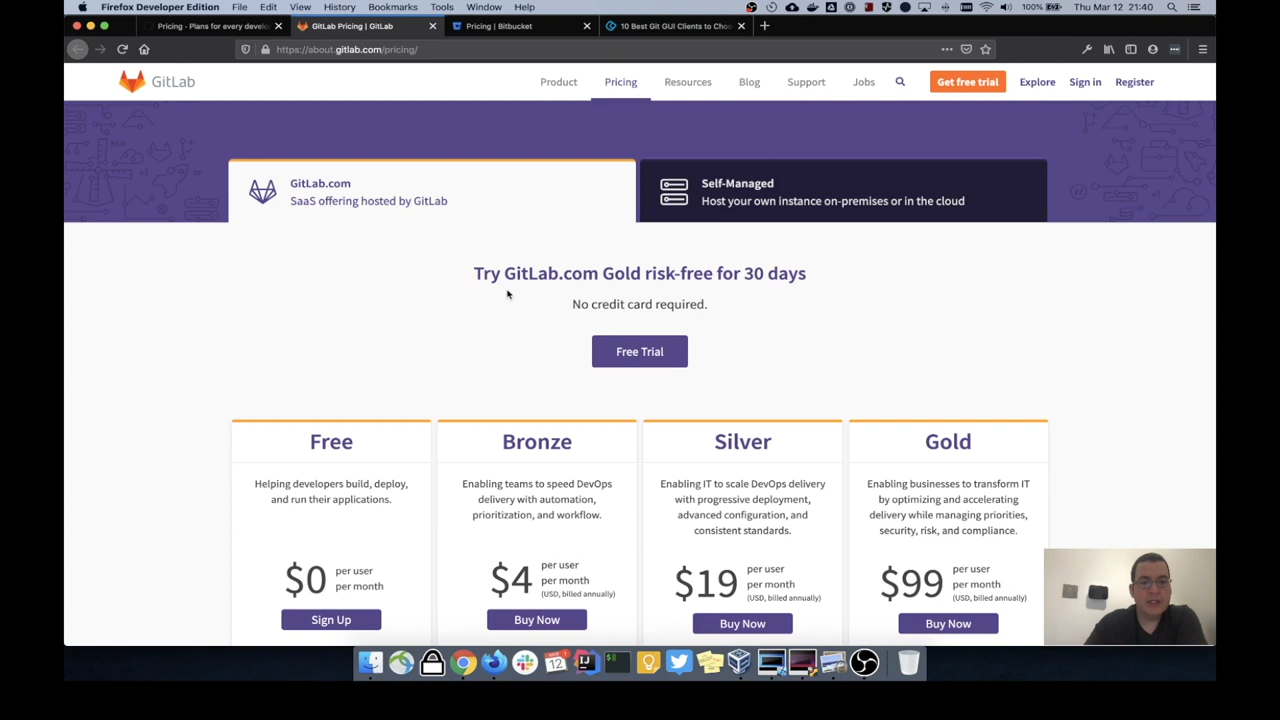 Firefox Developer Edition File Edit View History Bookmarks Tools Window Help 100% Thu Mar 12 21:40
Pricing - Plans for every develo GitLab Pricing | GitLab Pricing | Bitbucket 10 Best Git GUI Clients to Choo
https://about.gitlab.com/pricing/
GitLab Product Pricing Resources Blog Support Jobs Get free trial Explore Sign in Register
GitLab.com
SaaS offering hosted by GitLab
Self-Managed
Host your own instance on-premises or in the cloud
Try GitLab.com Gold risk-free for 30 days
No credit card required.
Free Trial
Free
Helping developers build, deploy,
and run their applications.
$0 per user
per month
Sign Up
Bronze
Enabling teams to speed DevOps
delivery with automation,
prioritization, and workflow.
$4 per user
per month
(USD, billed annually)
Buy Now
Silver
Enabling IT to scale DevOps delivery
with progressive deployment,
advanced configuration, and
consistent standards.
$19 per user
per month
(USD, billed annually)
Buy Now
Gold
Enabling businesses to transform IT
by optimizing and accelerating
delivery while managing priorities,
security, risk, and compliance.
$99 per user
per month
(USD, billed annually)
Buy Now